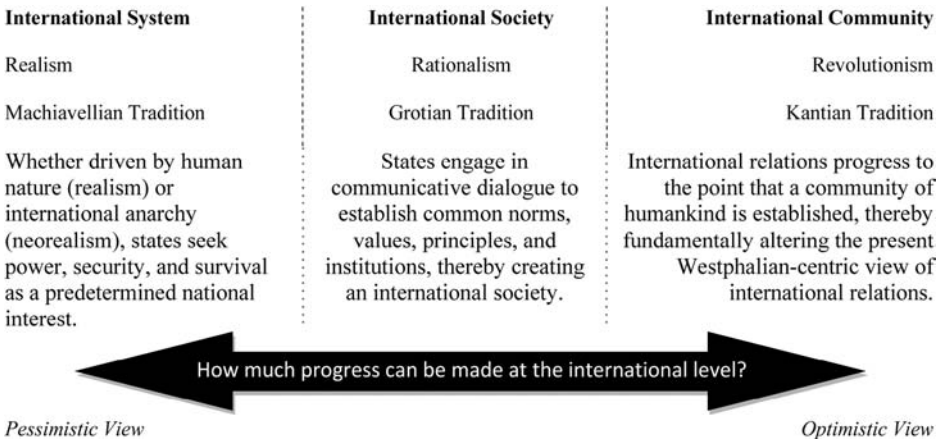 International System
Realism
Machiavellian Tradition
Whether driven by human
nature (realism) or
international anarchy
(neorealism), states seek
power, security, and survival
as a predetermined national
interest.
International Society
Rationalism
Grotian Tradition
States engage in
communicative dialogue to
establish common norms,
values, principles, and
institutions, thereby creating
an international society.
International Community
Revolutionism
Kantian Tradition
International relations progress to
the point that a community of
humankind is established, thereby
fundamentally altering the present
Westphalian-centric view of
international relations.
How much progress can be made at the international level?
Pessimistic View
Optimistic View